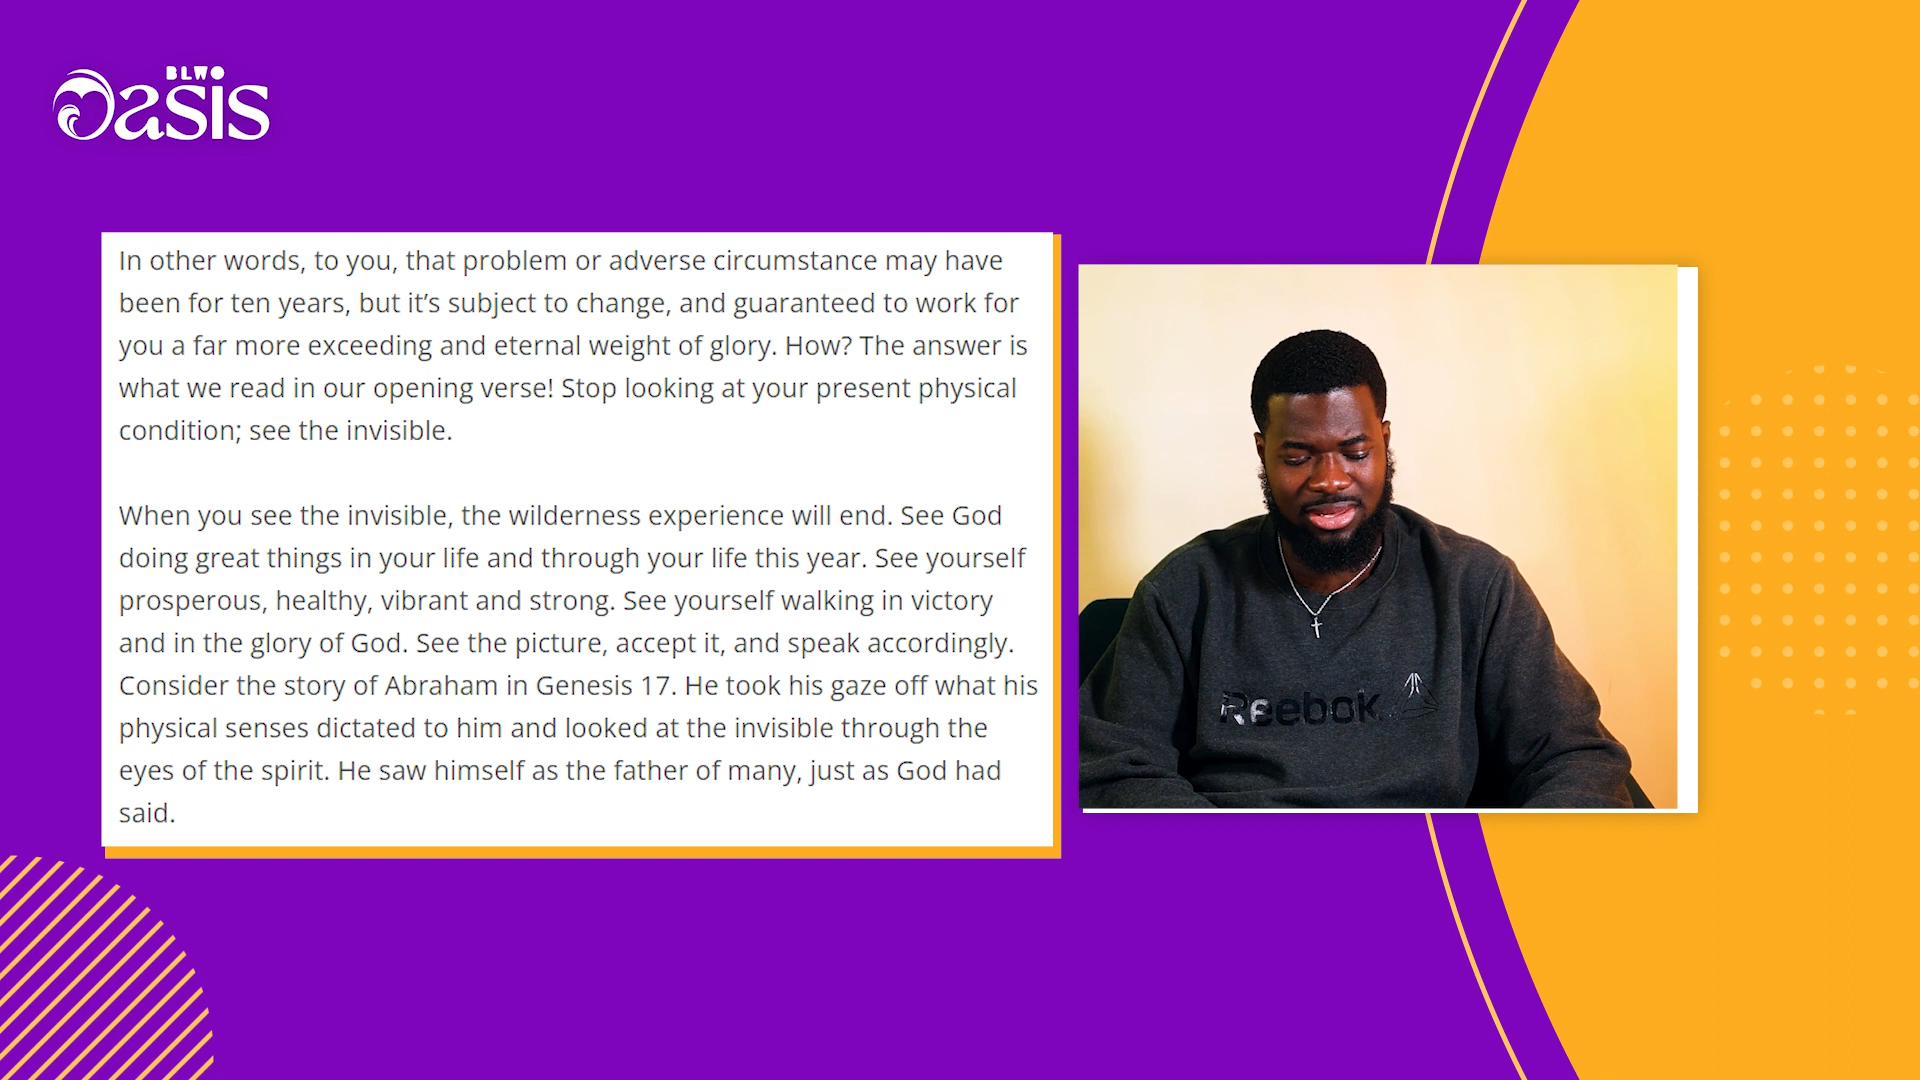 BLWO
Oasis
In other words, to you, that problem or adverse circumstance may have
been for ten years, but it’s subject to change, and guaranteed to work for
you a far more exceeding and eternal weight of glory. How? The answer is
what we read in our opening verse! Stop looking at your present physical
condition; see the invisible.
When you see the invisible, the wilderness experience will end. See God
doing great things in your life and through your life this year. See yourself
prosperous, healthy, vibrant and strong. See yourself walking in victory
and in the glory of God. See the picture, accept it, and speak accordingly.
Consider the story of Abraham in Genesis 17. He took his gaze off what his
physical senses dictated to him and looked at the invisible through the
eyes of the spirit. He saw himself as the father of many, just as God had
said.
Reebok